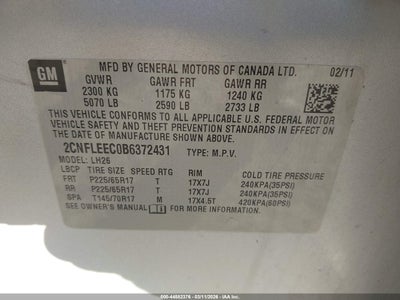 GM
MFD BY GENERAL MOTORS OF CANADA LTD. 02/11
GVWR GAWR FRT GAWR RR
2300 KG 1175 KG 1240 KG
5070 LB 2590 LB 2733 LB
THIS VEHICLE CONFORMS TO ALL APPLICABLE U.S. FEDERAL
MOTOR VEHICLE SAFETY, BUMPER, AND THEFT PREVENTION
STANDARDS IN EFFECT ON THE DATE OF MANUFACTURE SHOWN ABOVE.
2CNFLEEC0B6372431 TYPE: M.P.V.
MODEL: LH26
LBCP TIRE SIZE SPEED RTG RIM COLD TIRE PRESSURE
FRT P225/65R17 T 17X7J 240KPA(35PSI)
RR P225/65R17 T 17X7J 240KPA(35PSI)
SPA T145/70R17 M 17X4.5T 420KPA(60PSI)
SEE OWNER'S MANUAL FOR ADDITIONAL INFORMATION.
000-44882376 - 03/11/2026 - IAAI.COM